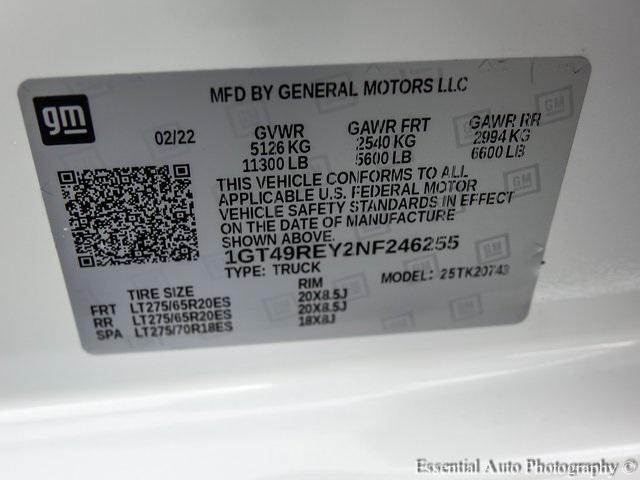 gm
MFD BY GENERAL MOTORS LLC
02/22
GVWR GAWR FRT GAWR RR
5126 KG 2540 KG 2994 KG
11300 LB 5600 LB 6600 LB
THIS VEHICLE CONFORMS TO ALL
APPLICABLE U.S. FEDERAL MOTOR
VEHICLE SAFETY STANDARDS IN EFFECT
ON THE DATE OF MANUFACTURE
SHOWN ABOVE.
1GT49REY2NF246255
TYPE: TRUCK MODEL: 25TK20743
TIRE SIZE RIM
FRT LT275/65R20ES 20X8.5J
RR LT275/65R20ES 20X8.5J
SPA LT275/70R18ES 18X8J
Essential Auto Photography ©